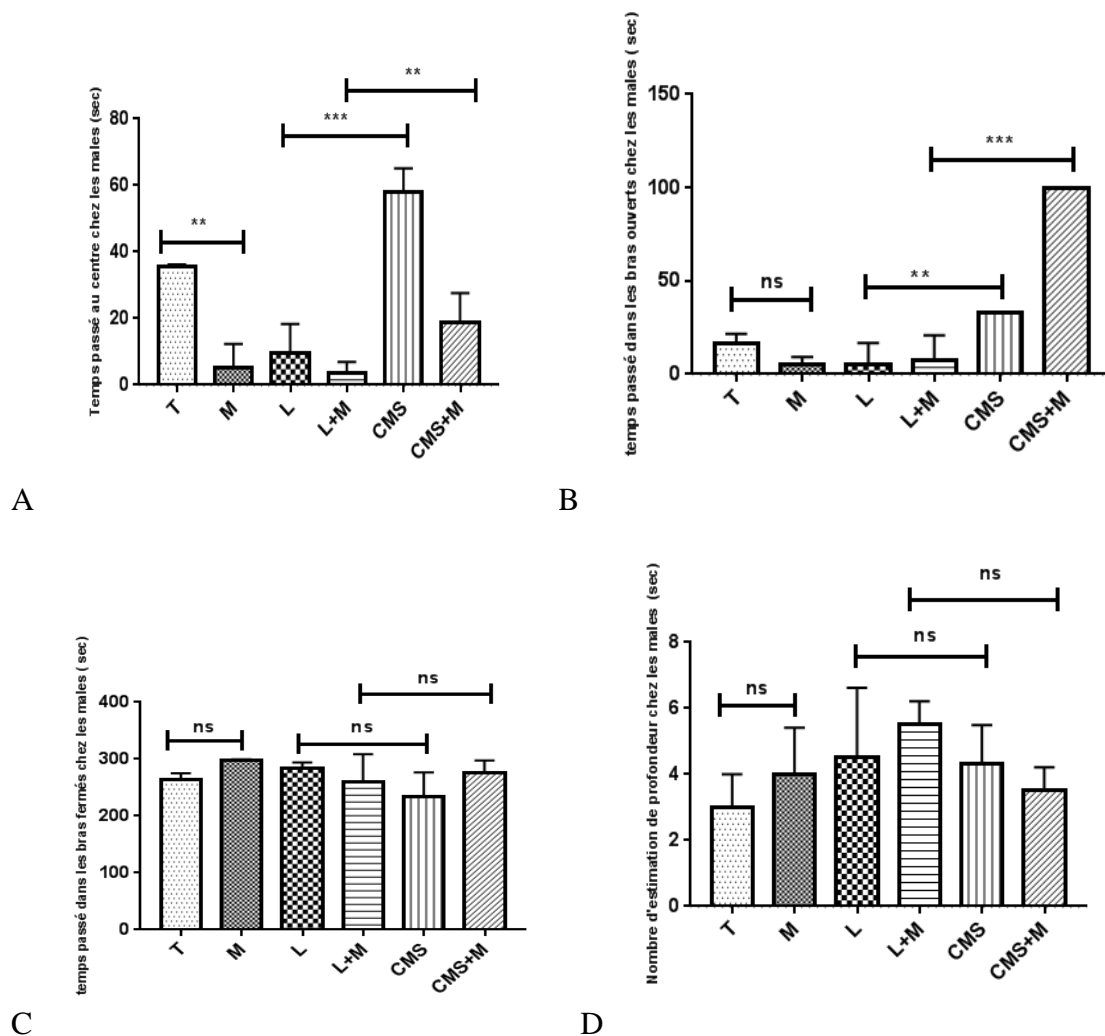 Temps passé au centre chez les males (sec)
80
60
40
20
0
**
***
**
T
M
L
L+M
CMS
CMS+M
A
temps passé dans les bras ouverts chez les males ( sec)
150
100
50
0
ns
**
***
T
M
L
L+M
CMS
CMS+M
B
temps passé dans les bras fermés chez les males ( sec)
400
300
200
100
0
ns
ns
ns
T
M
L
L+M
CMS
CMS+M
C
Nombre d'estimation de profondeur chez les males (sec)
8
6
4
2
0
ns
ns
ns
T
M
L
L+M
CMS
CMS+M
D